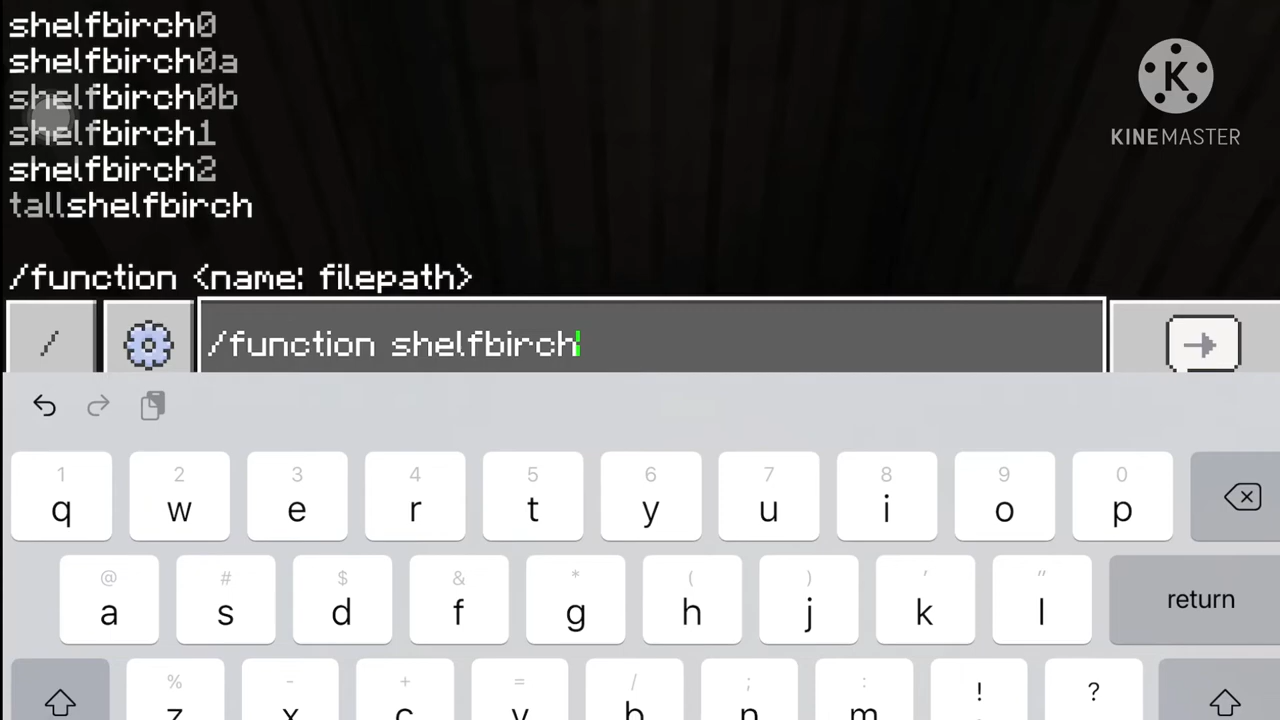 shelfbirch0
shelfbirch0a
shelfbirch0b
shelfbirch1
shelfbirch2
tallshelfbirch
K
KINEMASTER
/function <name: filepath>
/
/function shelfbirch
1 2 3 4 5 6 7 8 9 0
q w e r t y u i o p
@ # $ & * ( ) ' "
a s d f g h j k l return
% - + = / ; : ! ?
z x c v b n m